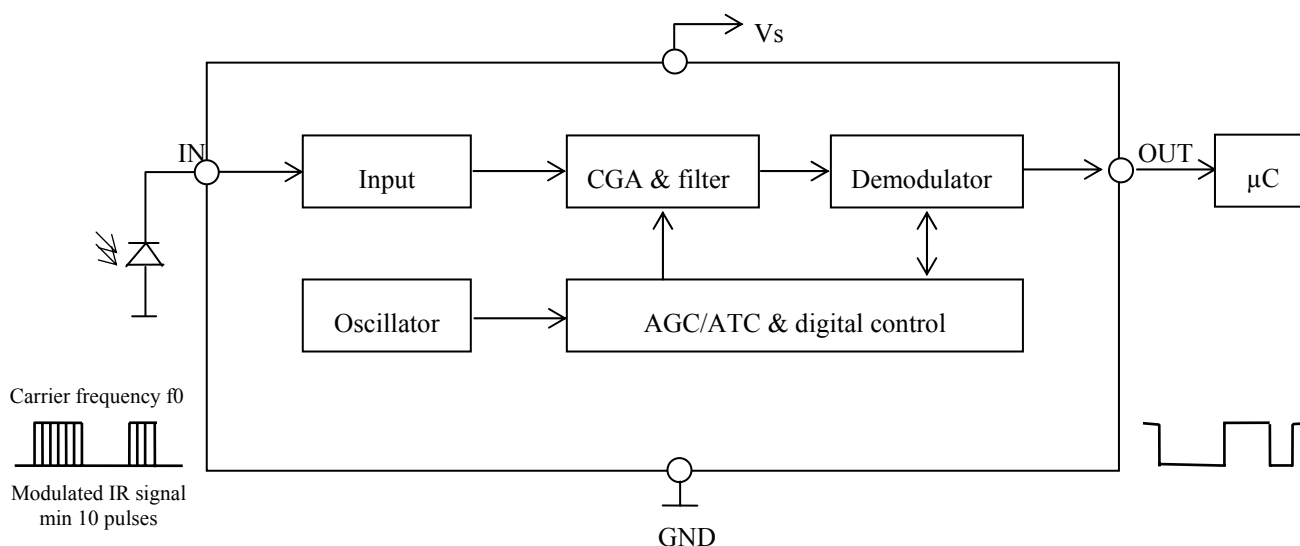 Vs
IN
OUT
Input
CGA & filter
Demodulator
µC
Oscillator
AGC/ATC & digital control
Carrier frequency f0
Modulated IR signal
min 10 pulses
GND